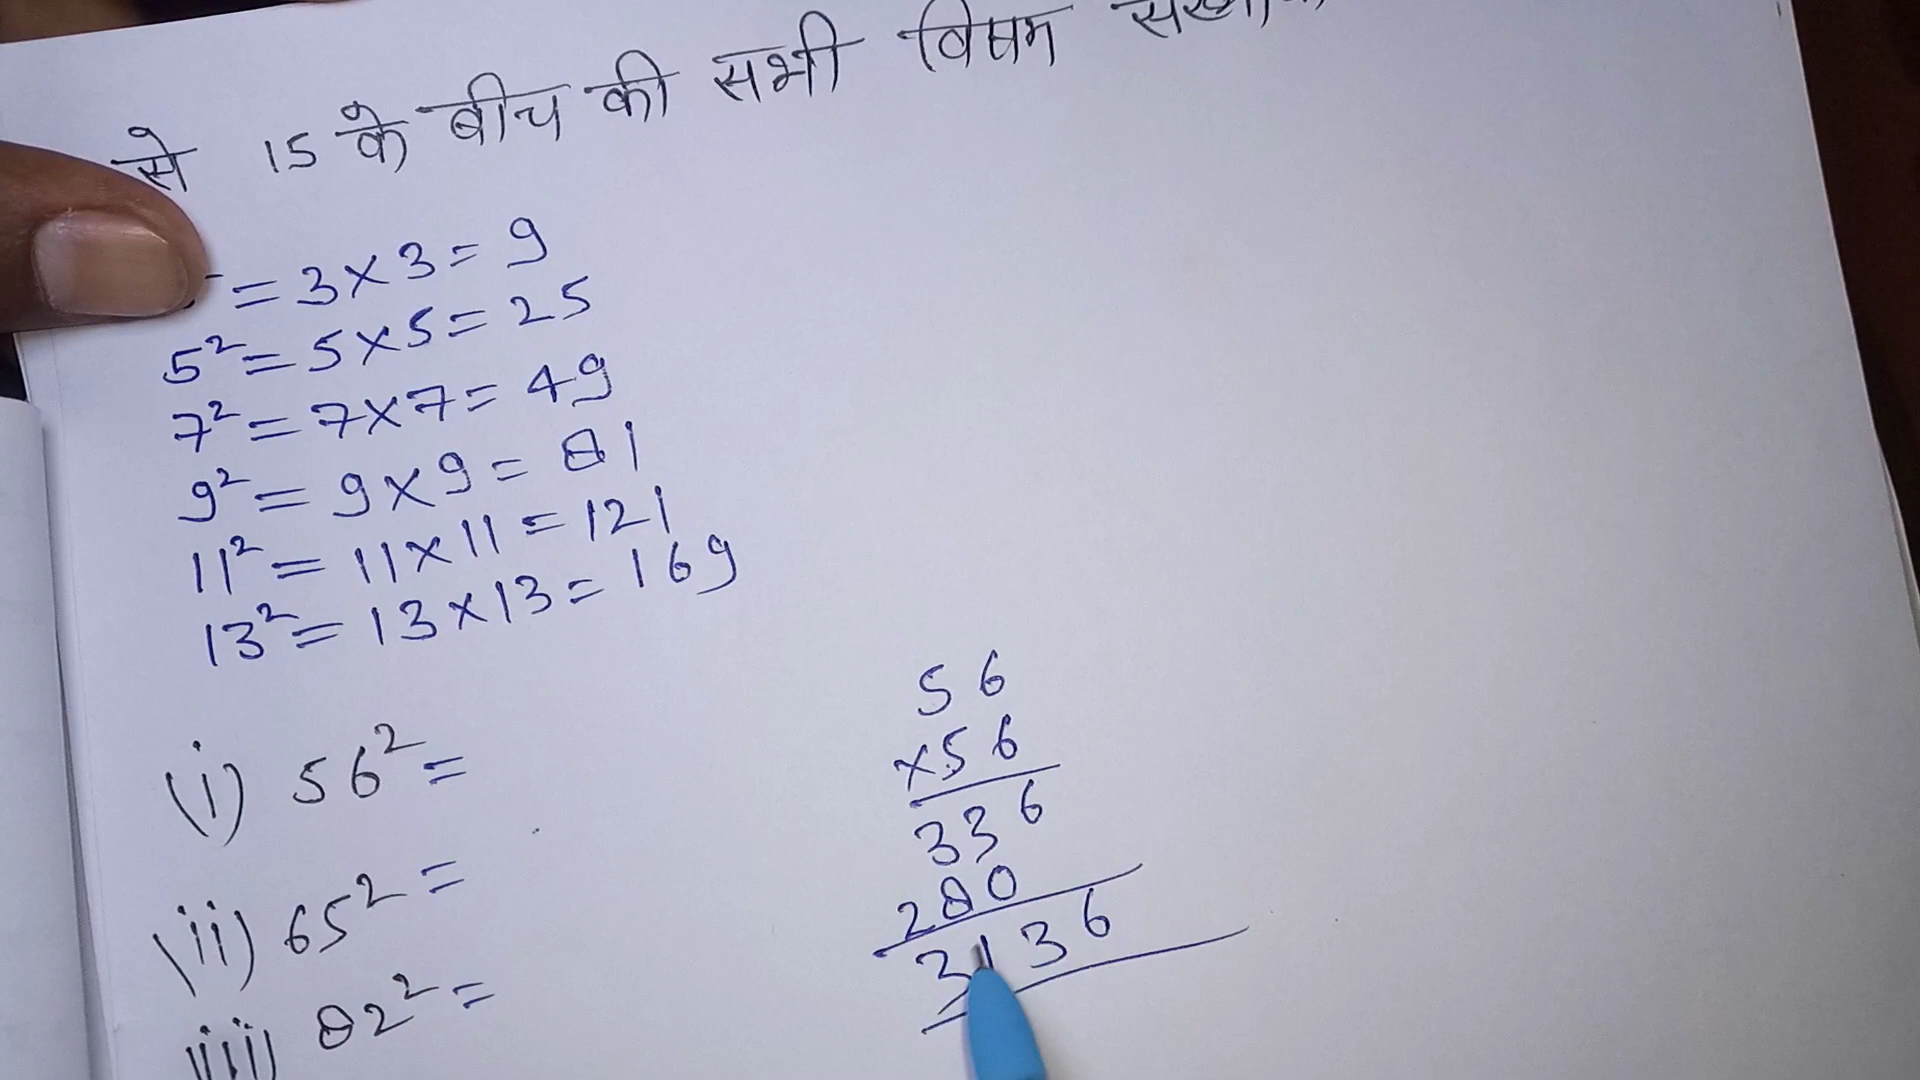 से 15 के बीच की सभी विषम
= 3×3 = 9
5² = 5×5 = 25
7² = 7×7 = 49
9² = 9×9 = 81
11² = 11×11 = 121
13² = 13×13 = 169
(i) 56² =
(ii) 65² =
(iii) 82² =
56
×56
336
280
3136